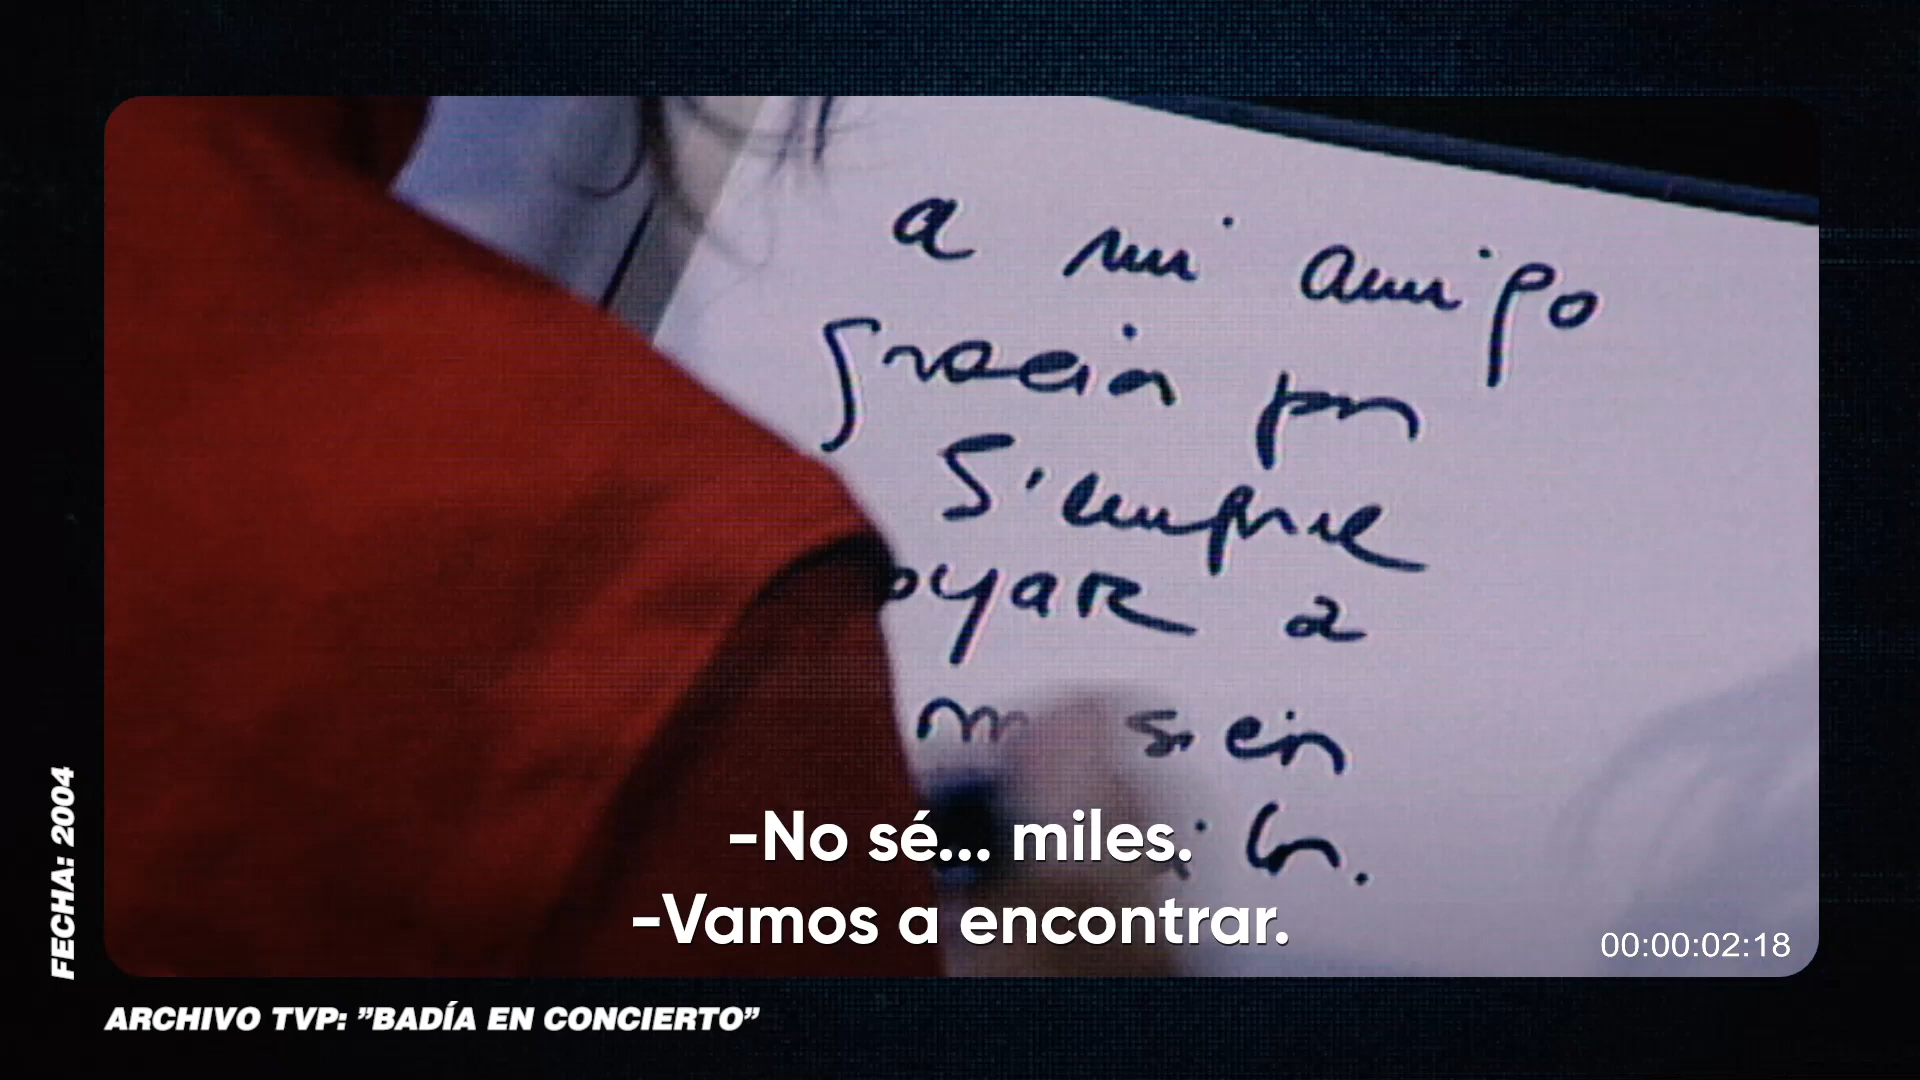 a mi amigo
gracias por
siempre
oyar a
-No sé... miles.
-Vamos a encontrar.
00:00:02:18
FECHA: 2004
ARCHIVO TVP: ”BADÍA EN CONCIERTO”